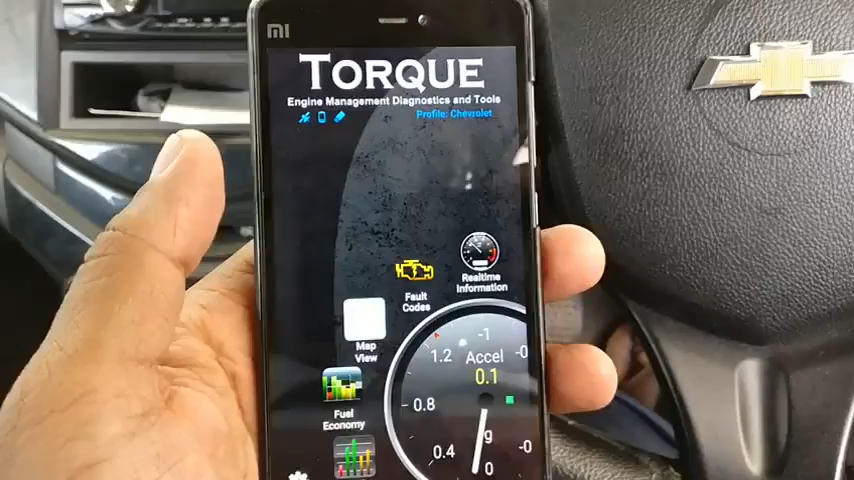 MI
TORQUE
Engine Management Diagnostics and Tools
Profile: Chevrolet
Realtime
Information
Fault
Codes
Map
View
Fuel
Economy
Accel
0.1
-1
1.2
-0
0.8
0.4
g
-0
0